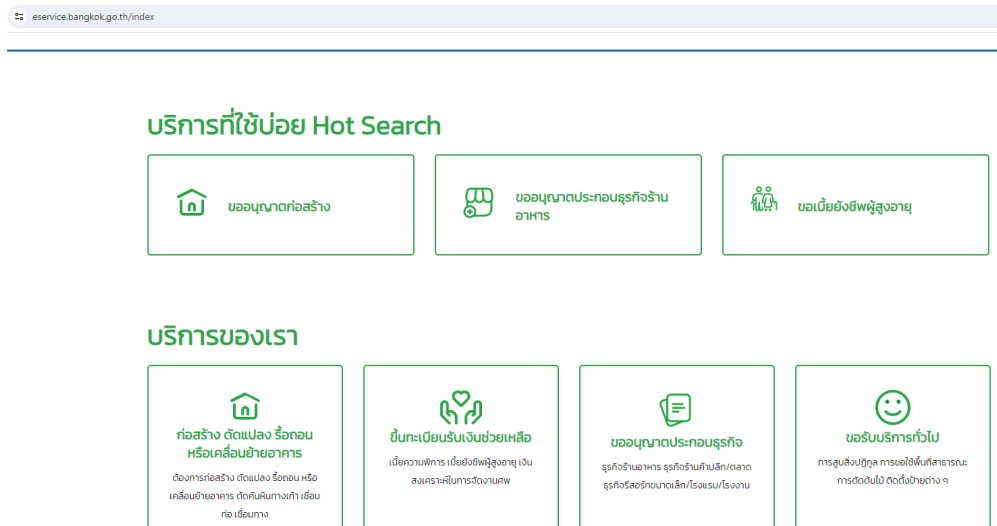 eservice.bangkok.go.th/index
บริการที่ใช้บ่อย Hot Search
ขออนุญาตก่อสร้าง
ขออนุญาตประกอบธุรกิจร้าน
อาหาร
ขอเบี้ยยังชีพผู้สูงอายุ
บริการของเรา
ก่อสร้าง ดัดแปลง รื้อถอน
หรือเคลื่อนย้ายอาคาร
ต้องการก่อสร้าง ดัดแปลง รื้อถอน หรือ
เคลื่อนย้ายอาคาร ตัดคันหินทางเท้า เชื่อม
ท่อ เชื่อมทาง
ขึ้นทะเบียนรับเงินช่วยเหลือ
เบี้ยความพิการ เบี้ยยังชีพผู้สูงอายุ เงิน
สงเคราะห์ในการจัดงานศพ
ขออนุญาตประกอบธุรกิจ
ธุรกิจร้านอาหาร ธุรกิจร้านค้าปลีก/ตลาด
ธุรกิจรีสอร์ทขนาดเล็ก/โรงแรม/โรงงาน
ขอรับบริการทั่วไป
การสูบสิ่งปฏิกูล การขอใช้พื้นที่สาธารณะ
การตัดต้นไม้ ติดตั้งป้ายต่าง ๆ